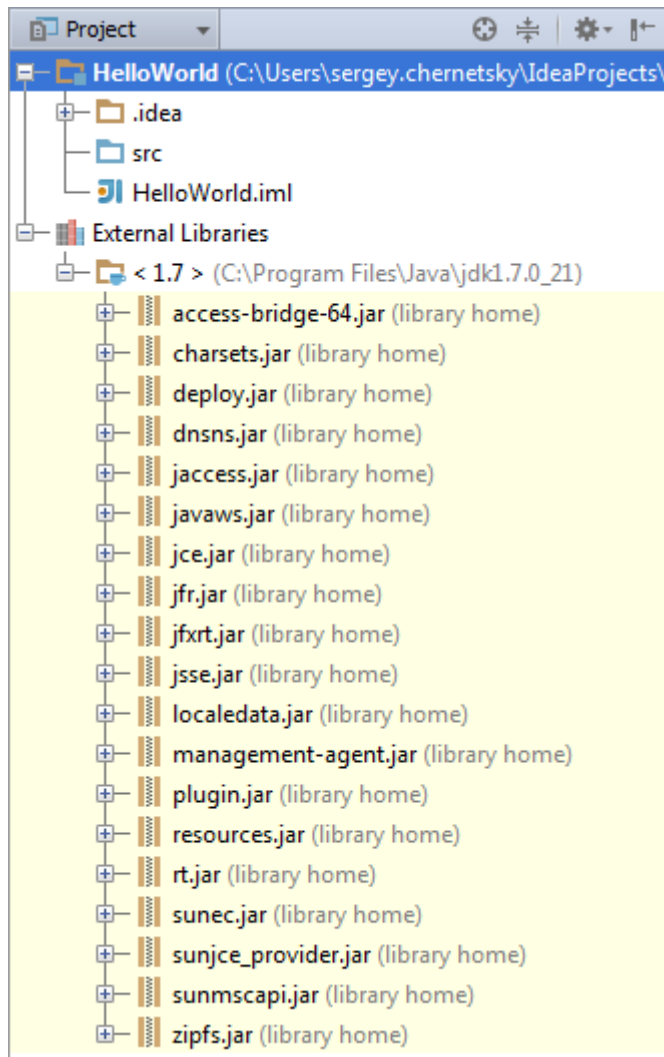 Project
HelloWorld (C:\Users\sergey.chernetsky\IdeaProjects\
.idea
src
HelloWorld.iml
External Libraries
< 1.7 > (C:\Program Files\Java\jdk1.7.0_21)
access-bridge-64.jar (library home)
charsets.jar (library home)
deploy.jar (library home)
dnsns.jar (library home)
jaccess.jar (library home)
javaws.jar (library home)
jce.jar (library home)
jfr.jar (library home)
jfxrt.jar (library home)
jsse.jar (library home)
localedata.jar (library home)
management-agent.jar (library home)
plugin.jar (library home)
resources.jar (library home)
rt.jar (library home)
sunec.jar (library home)
sunjce_provider.jar (library home)
sunmscapi.jar (library home)
zipfs.jar (library home)